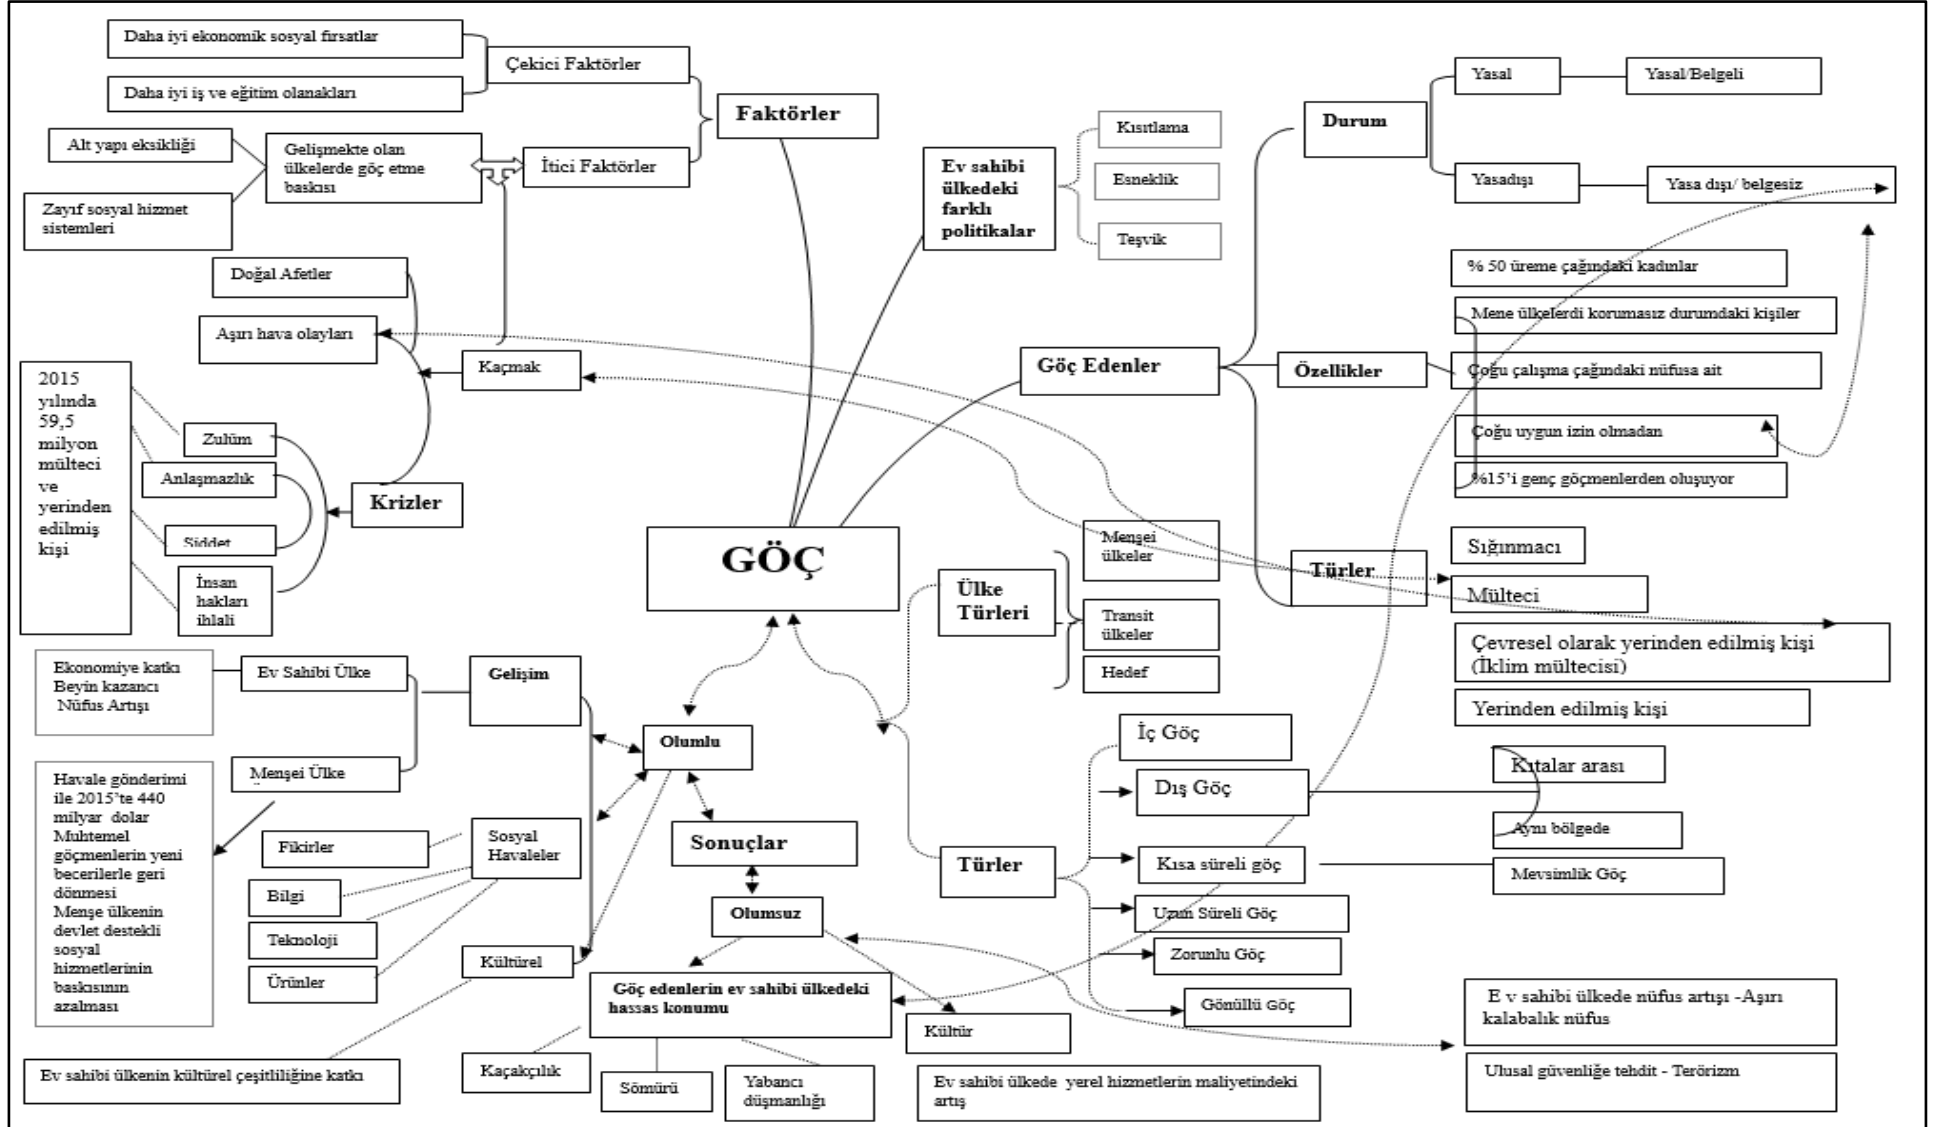 Daha iyi ekonomik sosyal fırsatlar
Daha iyi iş ve eğitim olanakları
Çekici Faktörler
Faktörler
Alt yapı eksikliği
Zayıf sosyal hizmet
sistemleri
Gelişmekte olan
ülkelerde göç etme
baskısı
İtici Faktörler
Ev sahibi
ülkedeki
farklı
politikalar
Kısıtlama
Esneklik
Teşvik
Durum
Yasal
Yasal/Belgeli
Yasadışı
Yasa dışı/ belgesiz
Doğal Afetler
Aşırı hava olayları
Kaçmak
2015
yılında
59,5
milyon
mülteci
ve
yerinden
edilmiş
kişi
Zulüm
Anlaşmazlık
Şiddet
İnsan
hakları
ihlali
Krizler
Göç Edenler
Özellikler
% 50 üreme çağındaki kadınlar
Mene ülkelerdi korumasız durumdaki kişiler
Çoğu çalışma çağındaki nüfusa ait
Çoğu uygun izin olmadan
%15’i genç göçmenlerden oluşuyor
GÖÇ
Ülke
Türleri
Menşei
ülkeler
Transit
ülkeler
Hedef
Türler
Sığınmacı
Mülteci
Çevresel olarak yerinden edilmiş kişi
(İklim mültecisi)
Yerinden edilmiş kişi
Ekonomiye katkı
Beyin kazancı
Nüfus Artışı
Ev Sahibi Ülke
Gelişim
Olumlu
Menşei Ülke
Havale gönderimi
ile 2015’te 440
milyar dolar
Muhtemel
göçmenlerin yeni
becerilerle geri
dönmesi
Menşe ülkenin
devlet destekli
sosyal
hizmetlerinin
baskısının
azalması
Fikirler
Bilgi
Teknoloji
Ürünler
Sosyal
Havaleler
Sonuçlar
Olumsuz
Kültürel
Türler
İç Göç
Dış Göç
Kısa süreli göç
Uzun Süreli Göç
Zorunlu Göç
Gönüllü Göç
Kıtalar arası
Aynı bölgede
Mevsimlik Göç
Göç edenlerin ev sahibi ülkedeki
hassas konumu
Kültür
Ev sahibi ülkenin kültürel çeşitliliğine katkı
Kaçakçılık
Sömürü
Yabancı
düşmanlığı
Ev sahibi ülkede yerel hizmetlerin maliyetindeki
artış
E v sahibi ülkede nüfus artışı -Aşırı
kalabalık nüfus
Ulusal güvenliğe tehdit - Terörizm